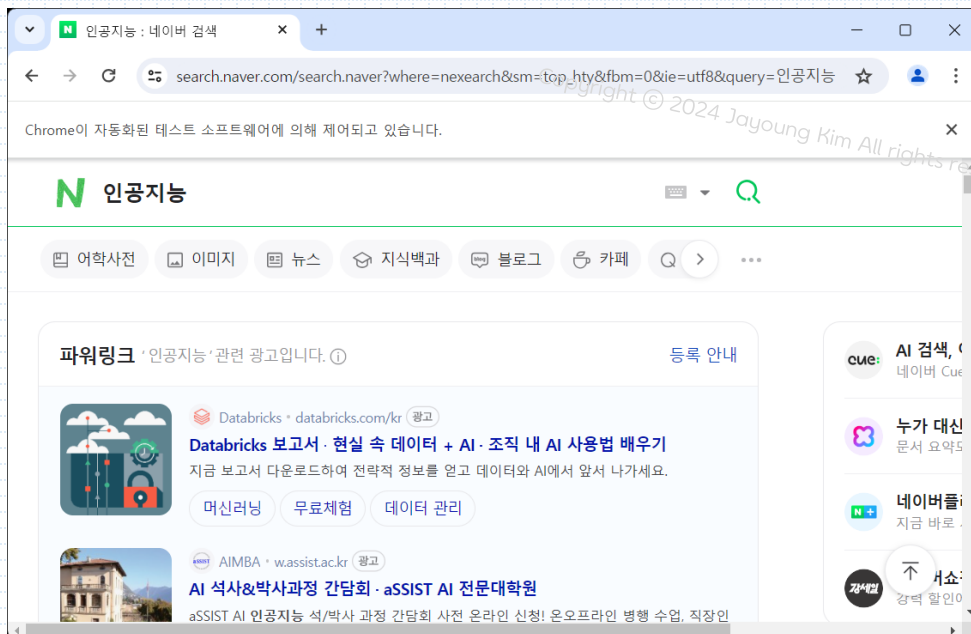 인공지능 : 네이버 검색
search.naver.com/search.naver?where=nexearch&sm=top_hty&fbm=0&ie=utf8&query=인공지능
Copyright © 2024 Jayoung Kim All rights re
Chrome이 자동화된 테스트 소프트웨어에 의해 제어되고 있습니다.
N 인공지능
어학사전 이미지 뉴스 지식백과 블로그 카페
파워링크 '인공지능' 관련 광고입니다. 등록 안내
Databricks · databricks.com/kr 광고
Databricks 보고서 · 현실 속 데이터 + AI · 조직 내 AI 사용법 배우기
지금 보고서 다운로드하여 전략적 정보를 얻고 데이터와 AI에서 앞서 나가세요.
머신러닝 무료체험 데이터 관리
aSSIST AIMBA · w.assist.ac.kr 광고
AI 석사&박사과정 간담회 · aSSIST AI 전문대학원
aSSIST AI 인공지능 석/박사 과정 간담회 사전 온라인 신청! 온오프라인 병행 수업, 직장인
cue: AI 검색,
네이버 Cue
누가 대신
문서 요약도
N+ 네이버플러
지금 바로
장세일
강력 할인